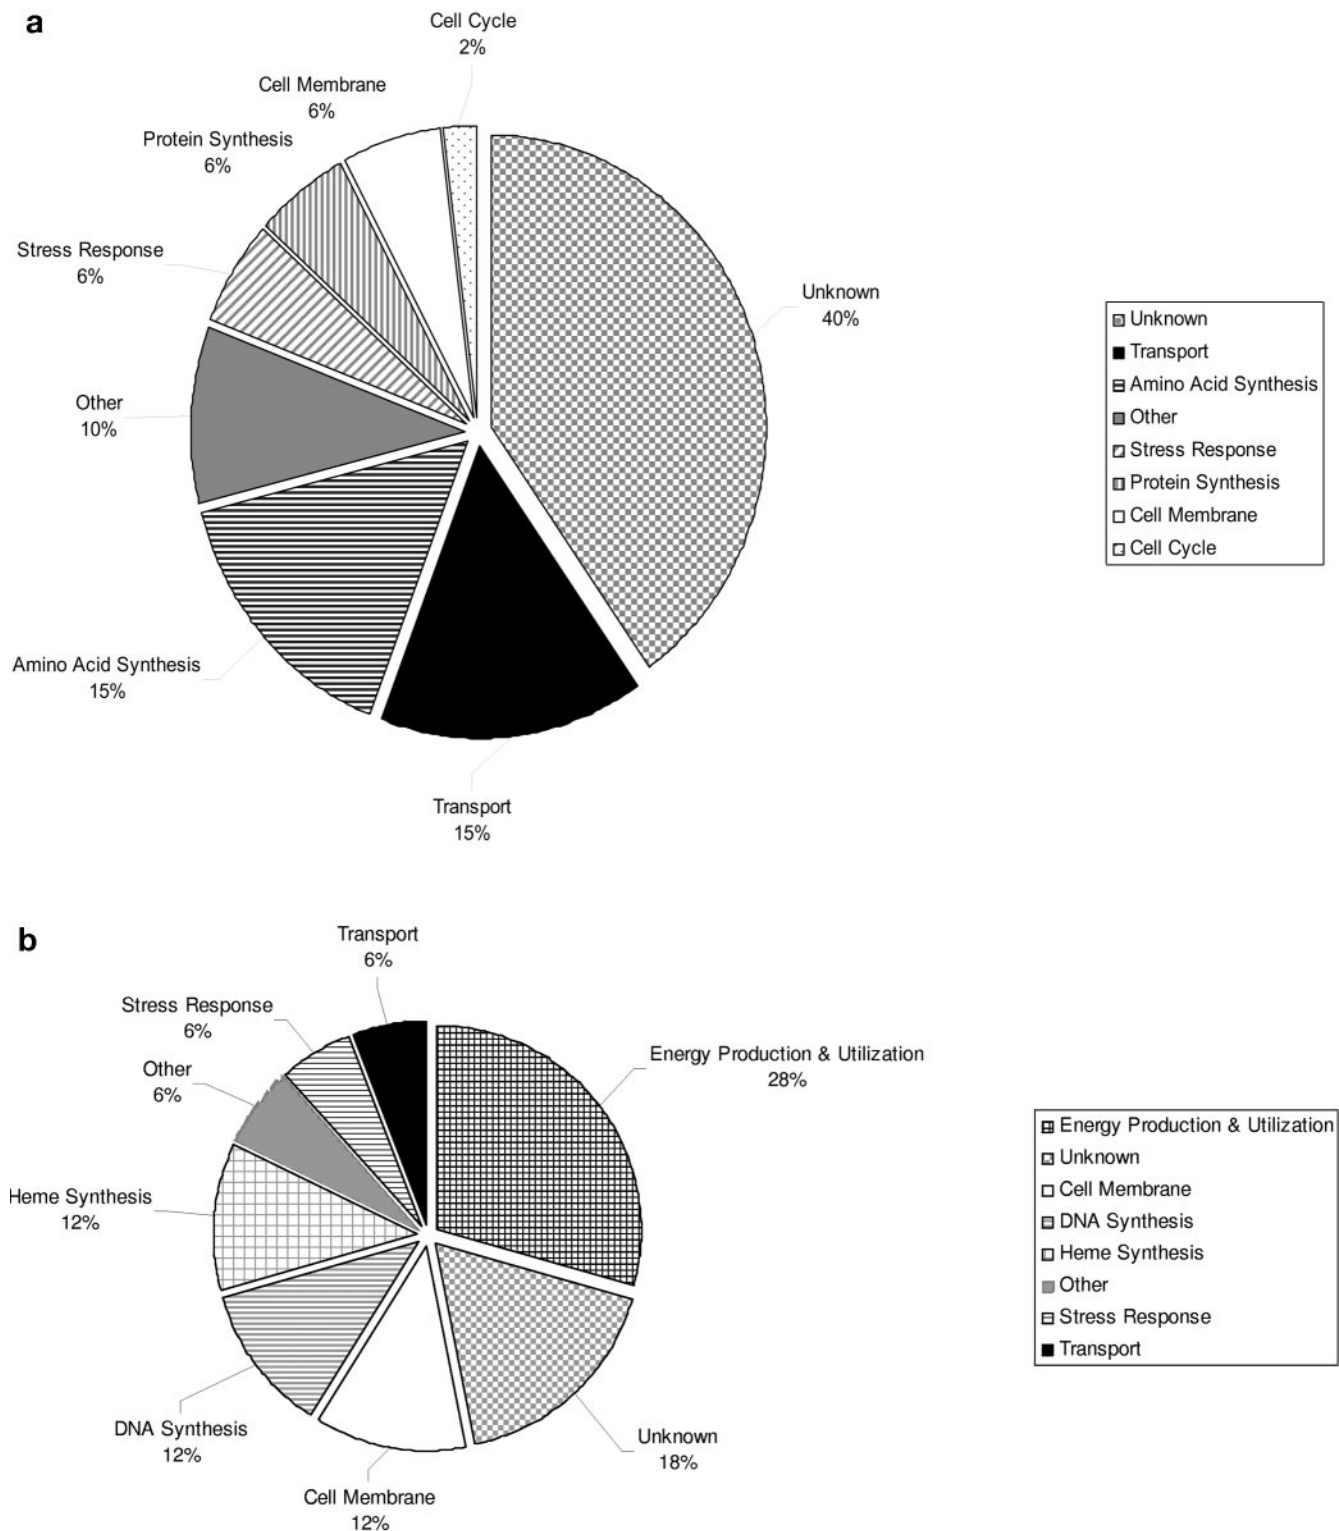 a
Cell Cycle
2%
Cell Membrane
6%
Protein Synthesis
6%
Stress Response
6%
Unknown
40%
Other
10%
Amino Acid Synthesis
15%
Transport
15%
Unknown
Transport
Amino Acid Synthesis
Other
Stress Response
Protein Synthesis
Cell Membrane
Cell Cycle
b
Transport
6%
Stress Response
6%
Other
6%
Energy Production & Utilization
28%
Heme Synthesis
12%
DNA Synthesis
12%
Cell Membrane
12%
Unknown
18%
Energy Production & Utilization
Unknown
Cell Membrane
DNA Synthesis
Heme Synthesis
Other
Stress Response
Transport